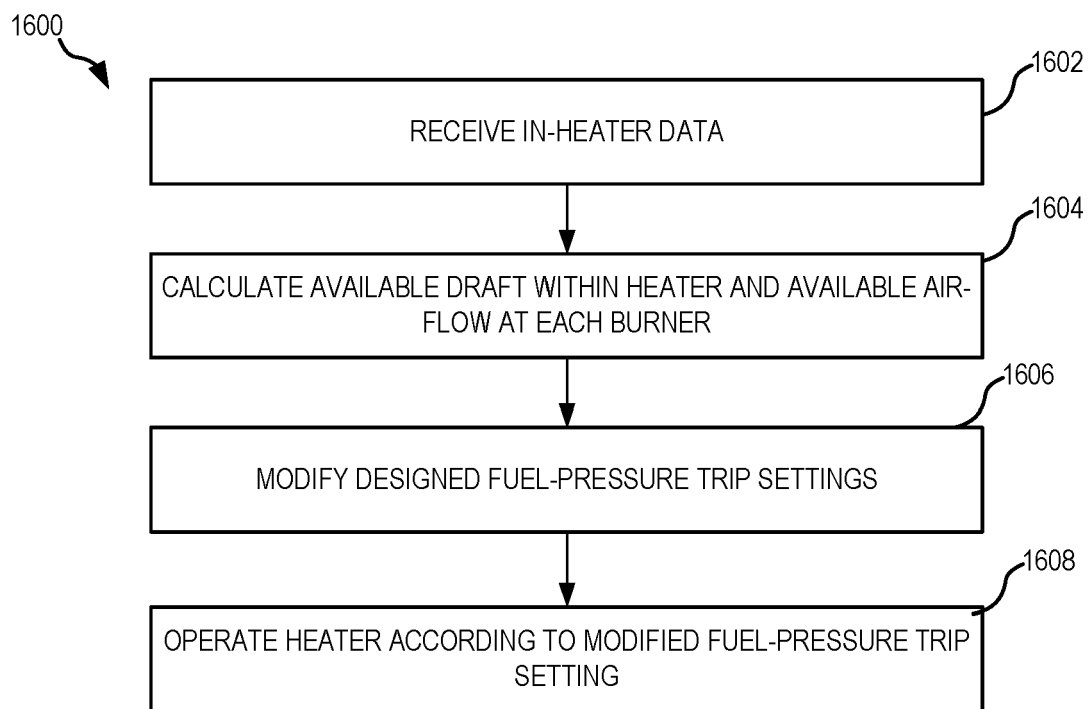 1600
1602
RECEIVE IN-HEATER DATA
1604
CALCULATE AVAILABLE DRAFT WITHIN HEATER AND AVAILABLE AIR-
FLOW AT EACH BURNER
1606
MODIFY DESIGNED FUEL-PRESSURE TRIP SETTINGS
1608
OPERATE HEATER ACCORDING TO MODIFIED FUEL-PRESSURE TRIP
SETTING